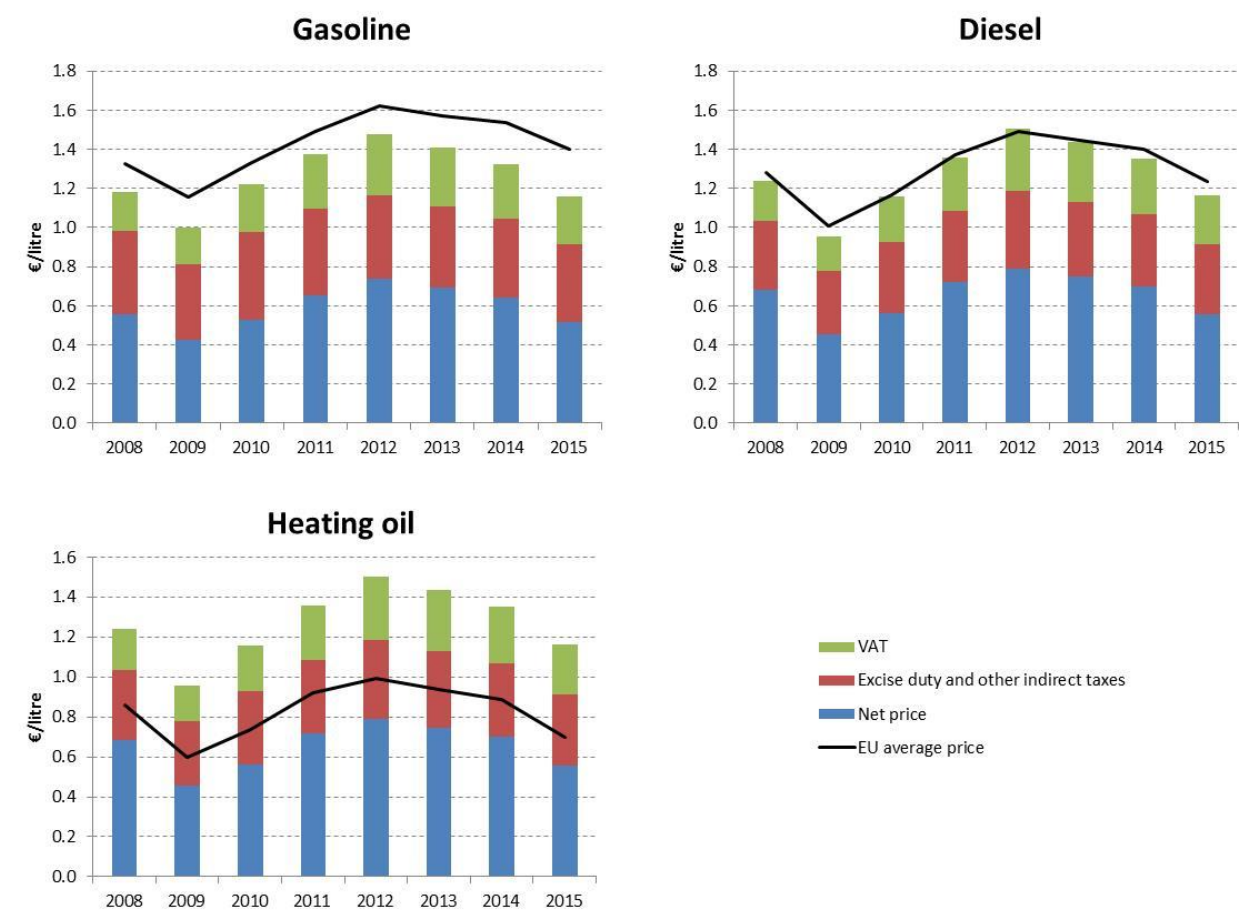 Gasoline
1.8
1.6
1.4
1.2
1.0
0.8
0.6
0.4
0.2
0.0
€/litre
2008 2009 2010 2011 2012 2013 2014 2015
Diesel
1.8
1.6
1.4
1.2
1.0
0.8
0.6
0.4
0.2
0.0
€/litre
2008 2009 2010 2011 2012 2013 2014 2015
Heating oil
1.6
1.4
1.2
1.0
0.8
0.6
0.4
0.2
0.0
€/litre
2008 2009 2010 2011 2012 2013 2014 2015
VAT
Excise duty and other indirect taxes
Net price
EU average price